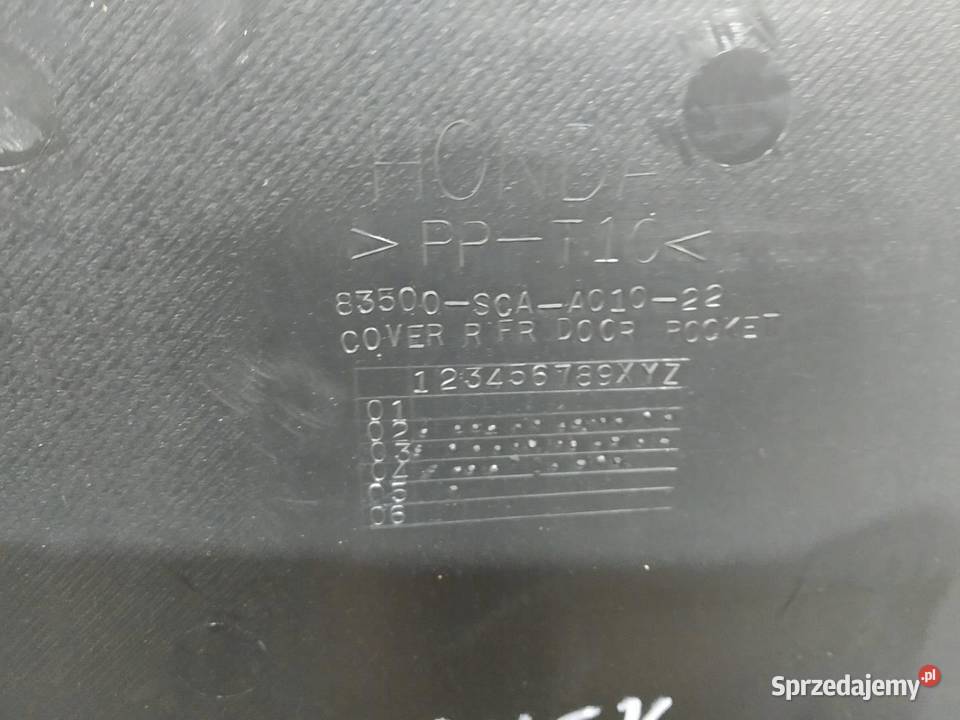 HONDA
>PP-T10<
83500-SCA-A010-22
COVER R FR DOOR POCKET
123456789XYZ
01
02
03
04
05
06
Sprzedajemy.pl